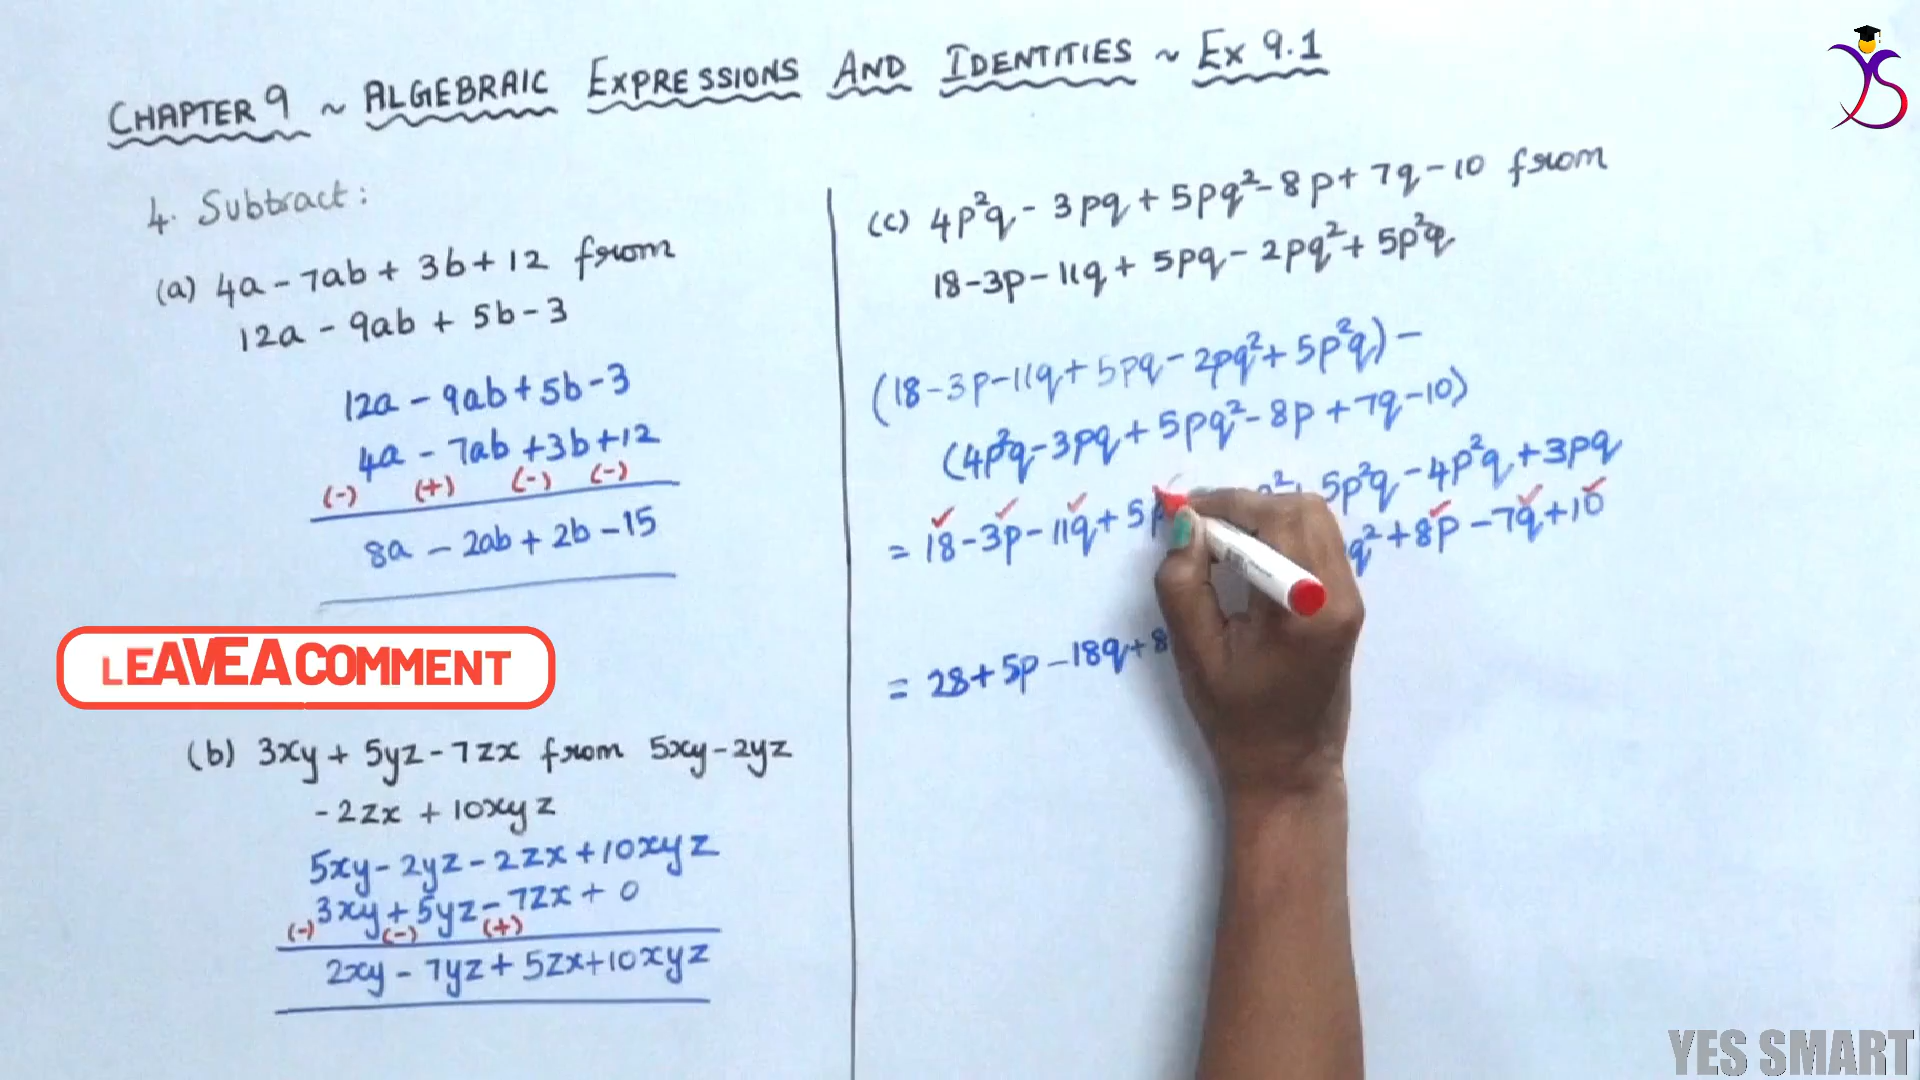 CHAPTER 9 ~ ALGEBRAIC EXPRESSIONS AND IDENTITIES ~ Ex 9.1
4. Subtract:
(a) 4a - 7ab + 3b + 12 from
12a - 9ab + 5b - 3
12a - 9ab + 5b - 3
4a - 7ab + 3b + 12
(-) (+) (-) (-)
8a - 2ab + 2b - 15
LEAVE A COMMENT
(b) 3xy + 5yz - 7zx from 5xy - 2yz
- 2zx + 10xyz
5xy - 2yz - 2zx + 10xyz
3xy + 5yz - 7zx + 0
(-) (-) (+)
2xy - 7yz + 5zx + 10xyz
(c) 4p²q - 3pq + 5pq² - 8p + 7q - 10 from
18 - 3p - 11q + 5pq - 2pq² + 5p²q
(18 - 3p - 11q + 5pq - 2pq² + 5p²q) -
(4p²q - 3pq + 5pq² - 8p + 7q - 10)
= 18 - 3p - 11q + 5p + 5p²q - 4p²q + 3pq
q² + 8p - 7q + 10
= 28 + 5p - 18q + 8
YS
YES SMART